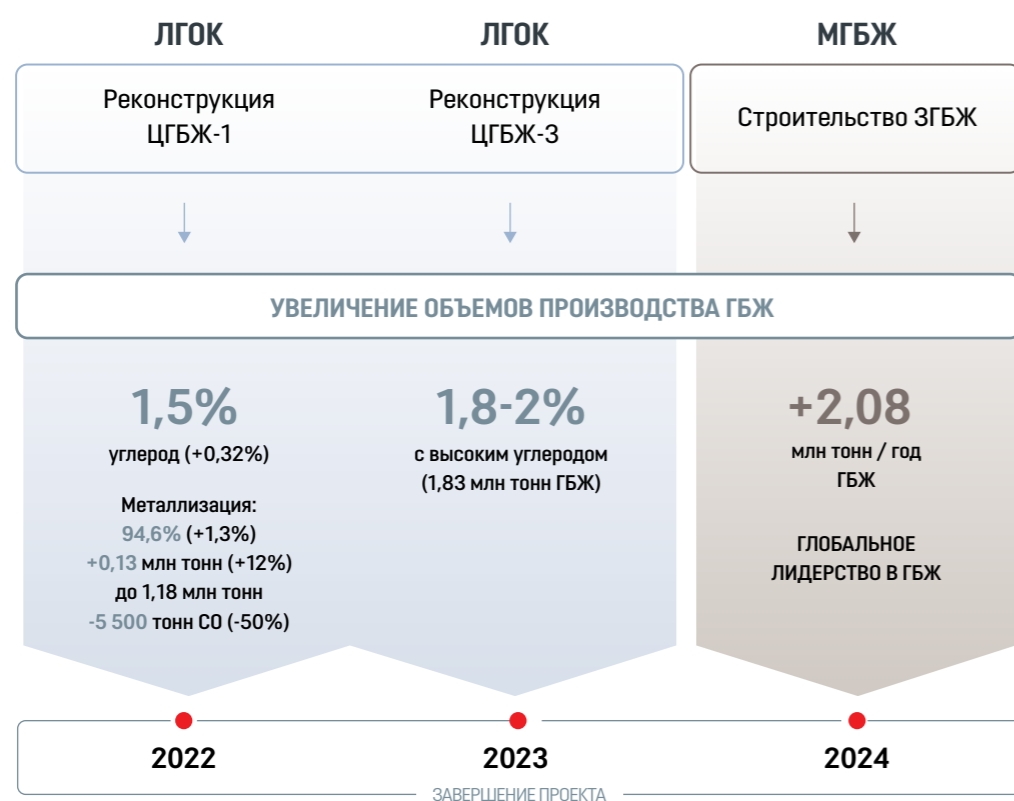 ЛГОК
Реконструкция
ЦГБЖ-1
ЛГОК
Реконструкция
ЦГБЖ-3
МГБЖ
Строительство ЗГБЖ
УВЕЛИЧЕНИЕ ОБЪЕМОВ ПРОИЗВОДСТВА ГБЖ
1,5%
углерод (+0,32%)
Металлизация:
94,6% (+1,3%)
+0,13 млн тонн (+12%)
до 1,18 млн тонн
-5 500 тонн СО (-50%)
1,8-2%
с высоким углеродом
(1,83 млн тонн ГБЖ)
+2,08
млн тонн / год
ГБЖ
ГЛОБАЛЬНОЕ
ЛИДЕРСТВО В ГБЖ
2022
2023
2024
ЗАВЕРШЕНИЕ ПРОЕКТА